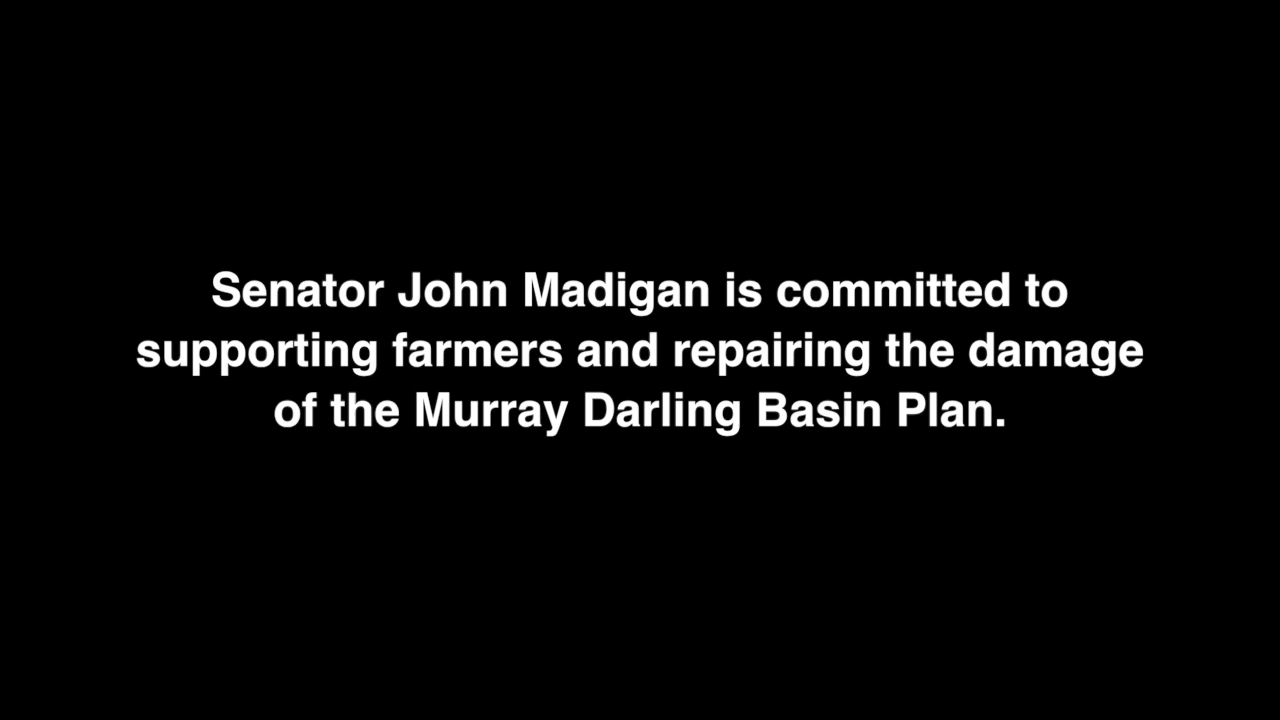 Senator John Madigan is committed to
supporting farmers and repairing the damage
of the Murray Darling Basin Plan.